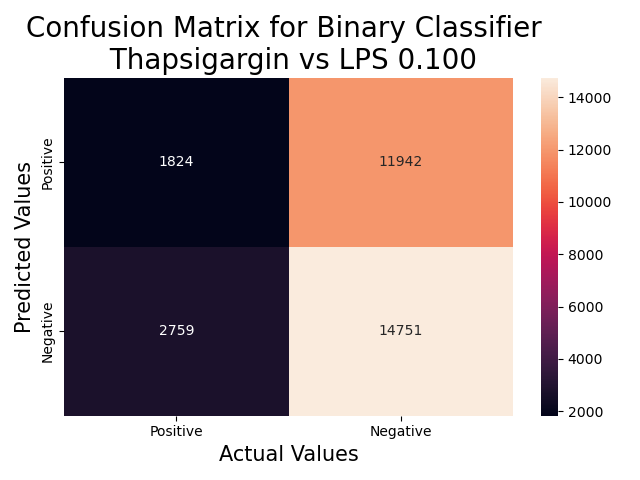 Confusion Matrix for Binary Classifier
Thapsigargin vs LPS 0.100
Predicted Values
Positive
Negative
1824
11942
2759
14751
Positive
Negative
Actual Values
14000
12000
10000
8000
6000
4000
2000